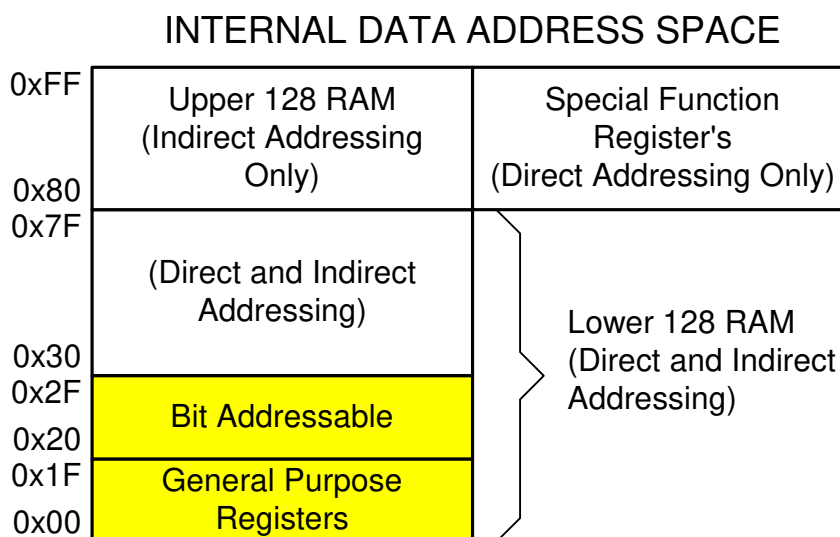 INTERNAL DATA ADDRESS SPACE
0xFF
Upper 128 RAM
(Indirect Addressing
Only)
0x80
Special Function
Register's
(Direct Addressing Only)
0x7F
(Direct and Indirect
Addressing)
0x30
Lower 128 RAM
(Direct and Indirect
Addressing)
0x2F
Bit Addressable
0x20
0x1F
General Purpose
Registers
0x00